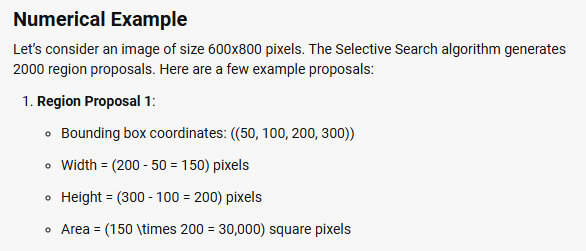 Numerical Example
Let's consider an image of size 600x800 pixels. The Selective Search algorithm generates
2000 region proposals. Here are a few example proposals:
1. Region Proposal 1:
◦ Bounding box coordinates: ((50, 100, 200, 300))
◦ Width = (200 - 50 = 150) pixels
◦ Height = (300 - 100 = 200) pixels
◦ Area = (150 \times 200 = 30,000) square pixels